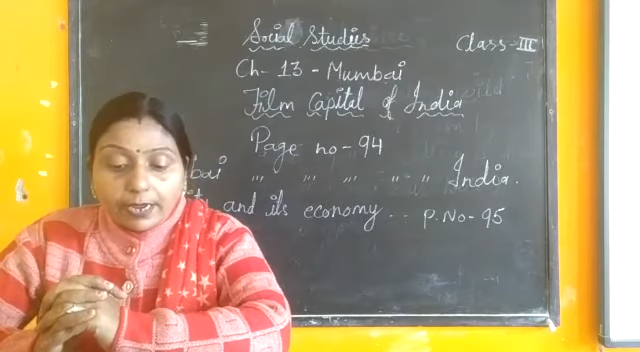 Social Studies
Class-III
Ch- 13 - Mumbai
Film Capital of India
Page no-94
bai " " " " " India.
and its economy.. P.No-95